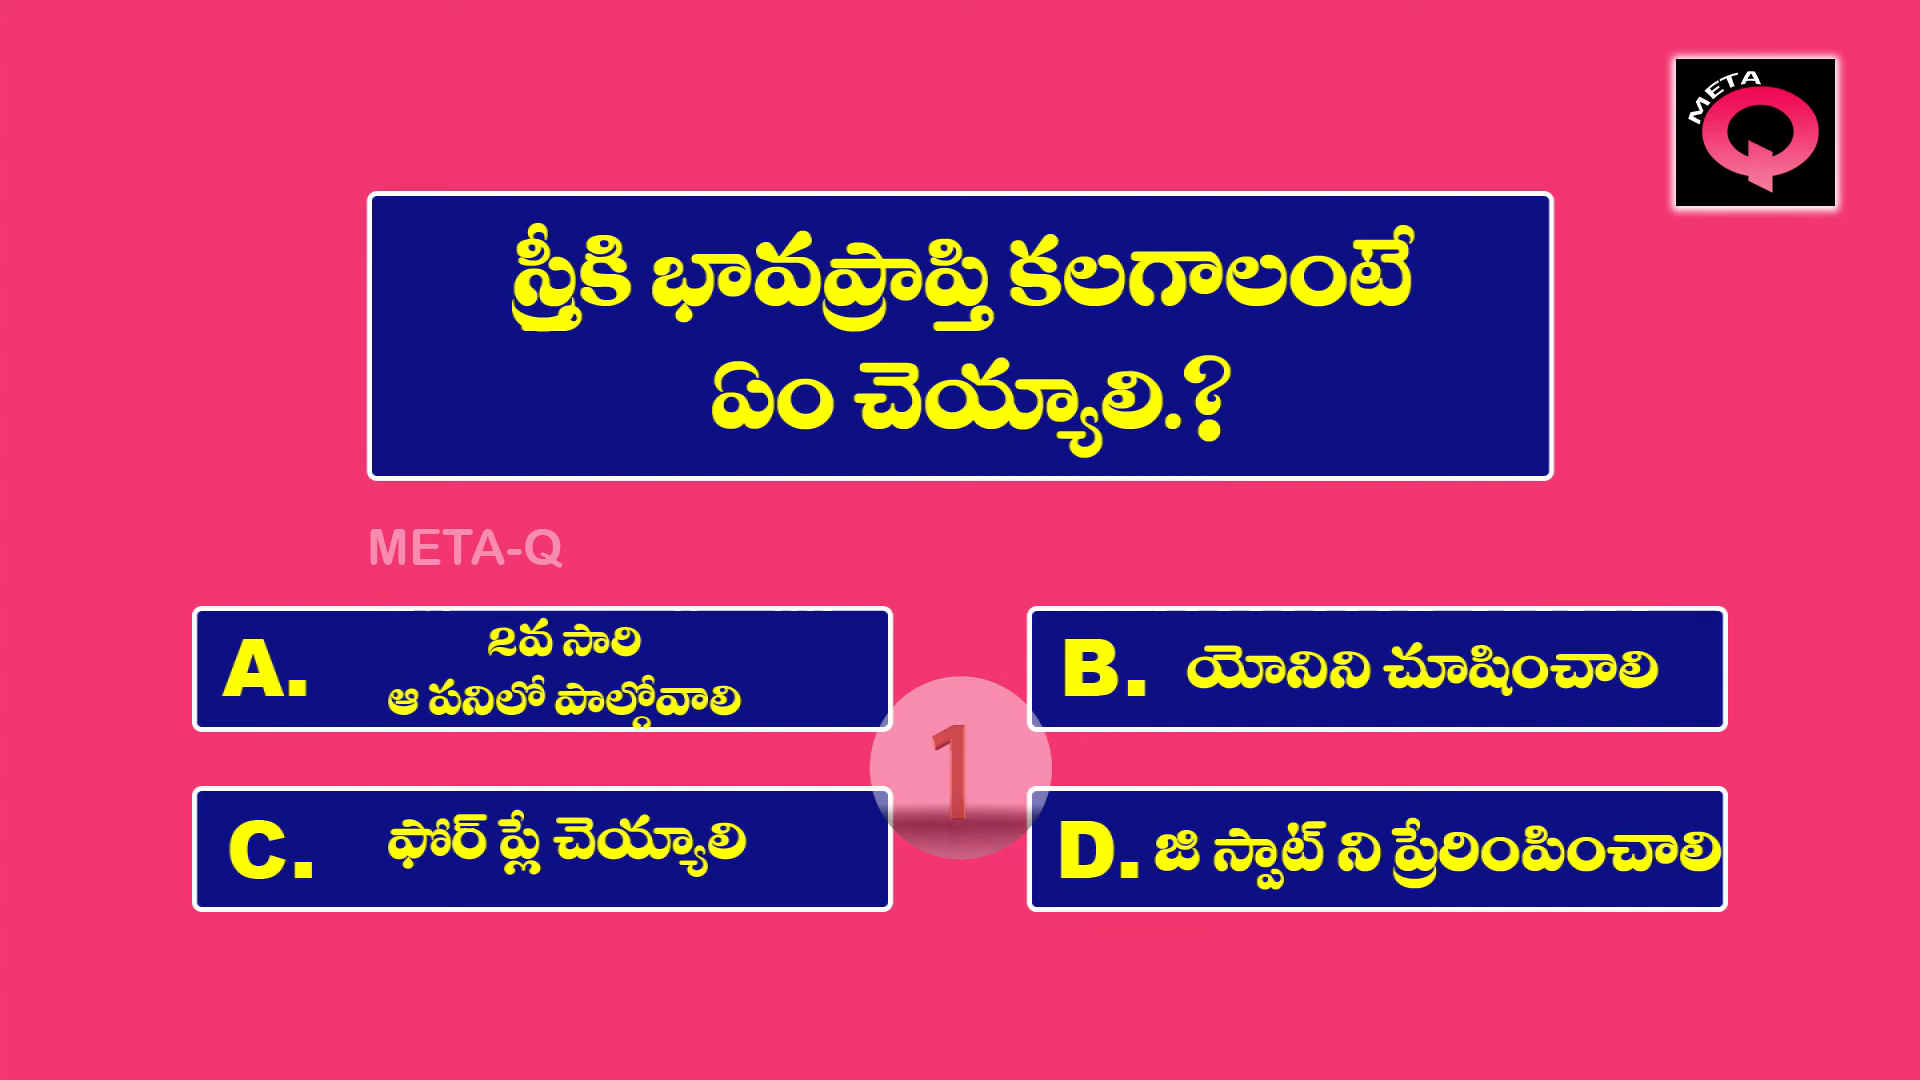 META
Q
స్త్రీకి భావప్రాప్తి కలగాలంటే
ఏం చెయ్యాలి.?
META-Q
A. 2వ సారి
ఆ పనిలో పాల్గోవాలి
B. యోనిని చూషించాలి
1
C. ఫోర్ ప్లే చెయ్యాలి
D. జి స్పాట్ ని ప్రేరింపించాలి